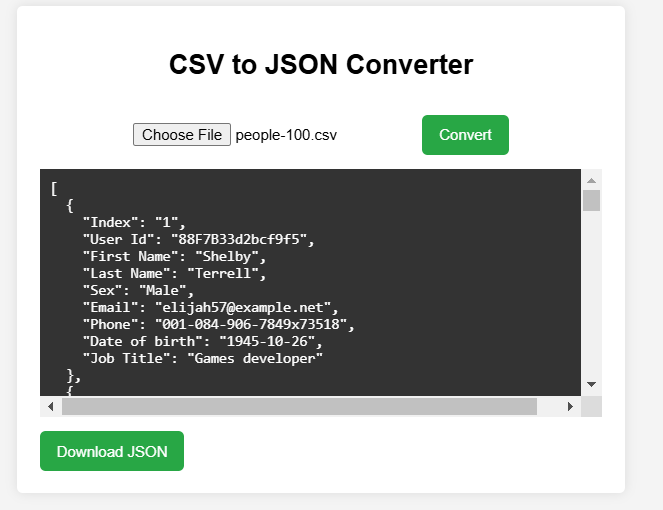 CSV to JSON Converter
Choose File people-100.csv Convert
[
  {
    "Index": "1",
    "User Id": "88F7B33d2bcf9f5",
    "First Name": "Shelby",
    "Last Name": "Terrell",
    "Sex": "Male",
    "Email": "elijah57@example.net",
    "Phone": "001-084-906-7849x73518",
    "Date of birth": "1945-10-26",
    "Job Title": "Games developer"
  },
  {
Download JSON